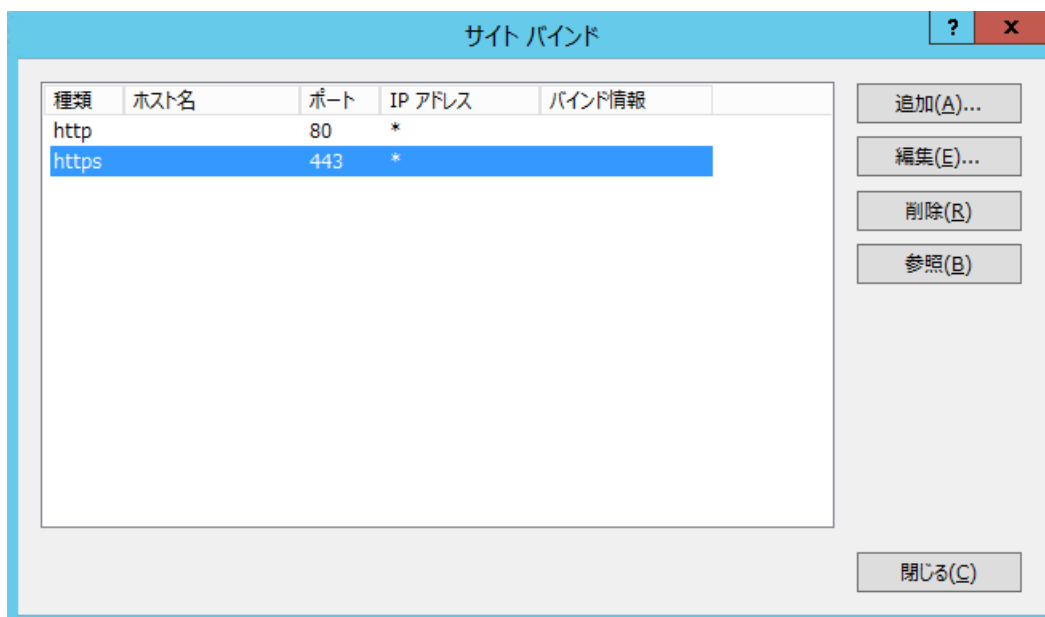 サイト バインド
? x
種類 ホスト名 ポート IP アドレス バインド情報
http 80 *
https 443 *
追加(A)...
編集(E)...
削除(R)
参照(B)
閉じる(C)